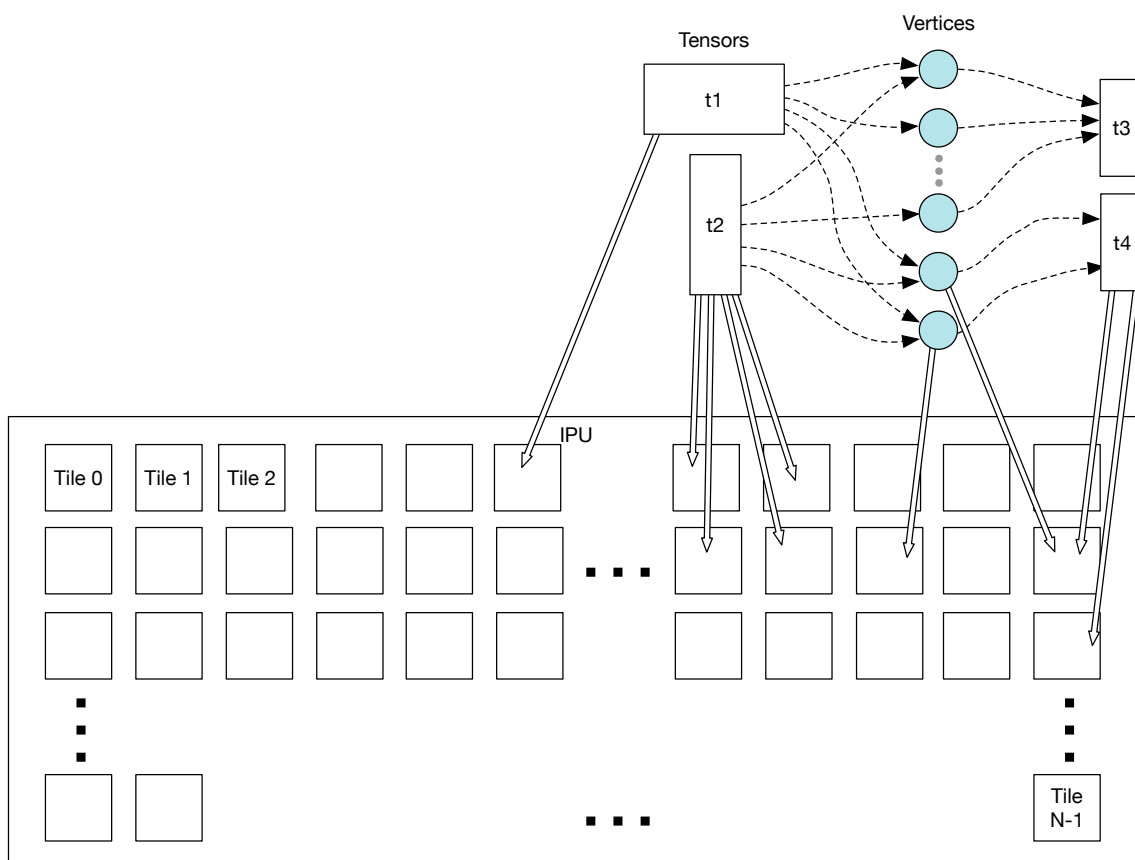 Vertices
Tensors
t1
t3
t2
t4
IPU
Tile 0
Tile 1
Tile 2
Tile
N-1